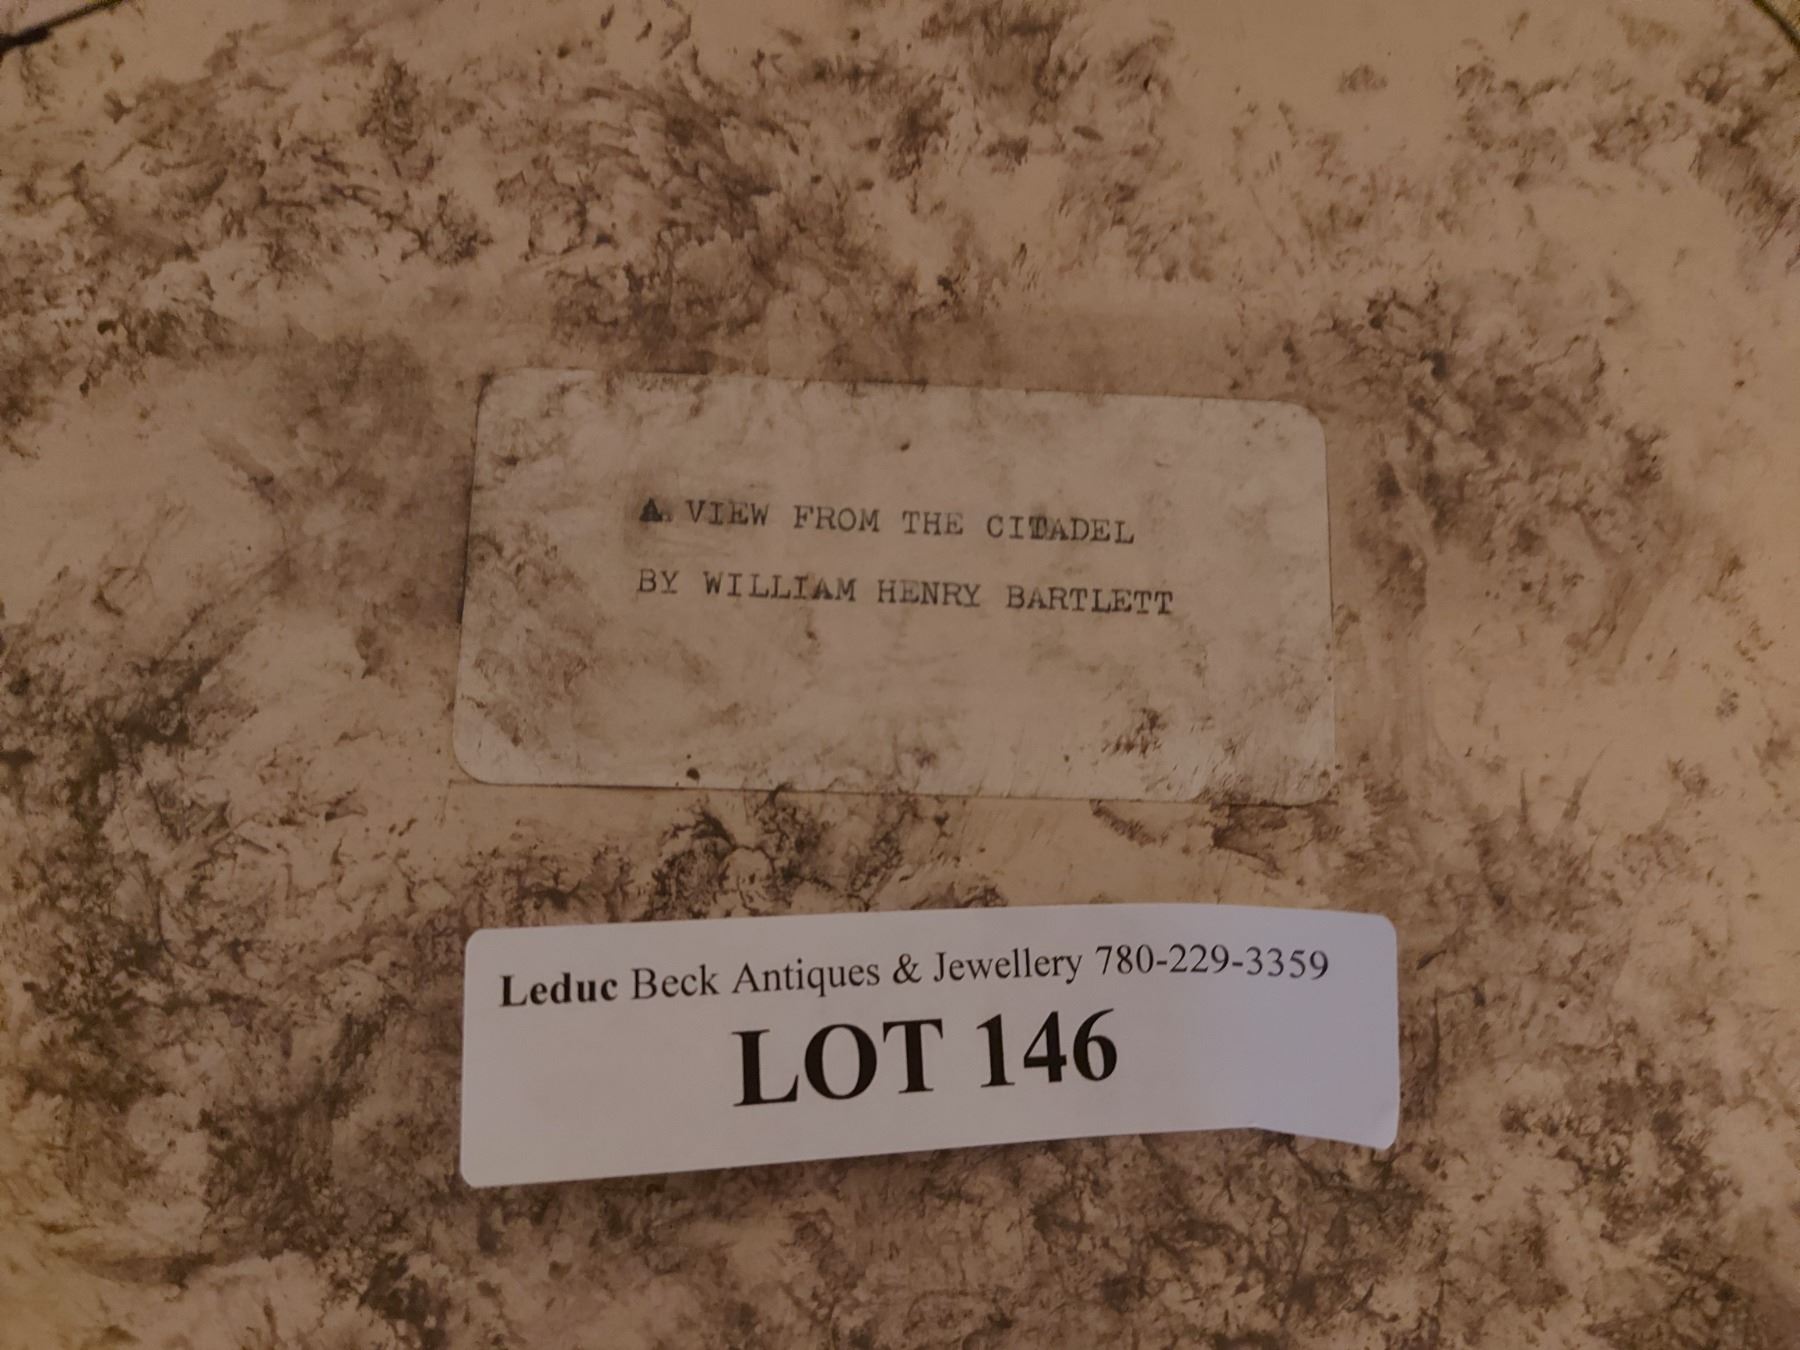 A VIEW FROM THE CITADEL
BY WILLIAM HENRY BARTLETT
Leduc Beck Antiques & Jewellery 780-229-3359
LOT 146